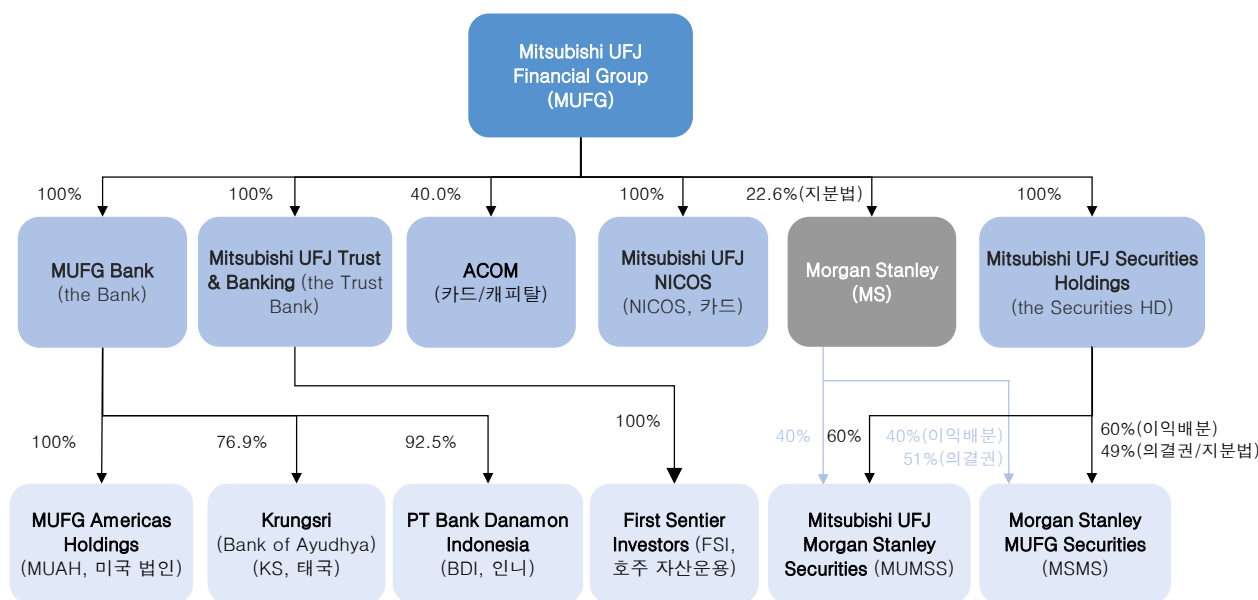 Mitsubishi UFJ
Financial Group
(MUFG)
100%
100%
40.0%
100%
22.6%(지분법)
100%
MUFG Bank
(the Bank)
Mitsubishi UFJ Trust
& Banking (the Trust
Bank)
ACOM
(카드/캐피탈)
Mitsubishi UFJ
NICOS
(NICOS, 카드)
Morgan Stanley
(MS)
Mitsubishi UFJ Securities
Holdings
(the Securities HD)
100%
76.9%
92.5%
100%
40%
60%
40%(이익배분)
51%(의결권)
60%(이익배분)
49%(의결권/지분법)
MUFG Americas
Holdings
(MUAH, 미국 법인)
Krungsri
(Bank of Ayudhya)
(KS, 태국)
PT Bank Danamon
Indonesia
(BDI, 인니)
First Sentier
Investors (FSI,
호주 자산운용)
Mitsubishi UFJ
Morgan Stanley
Securities (MUMSS)
Morgan Stanley
MUFG Securities
(MSMS)